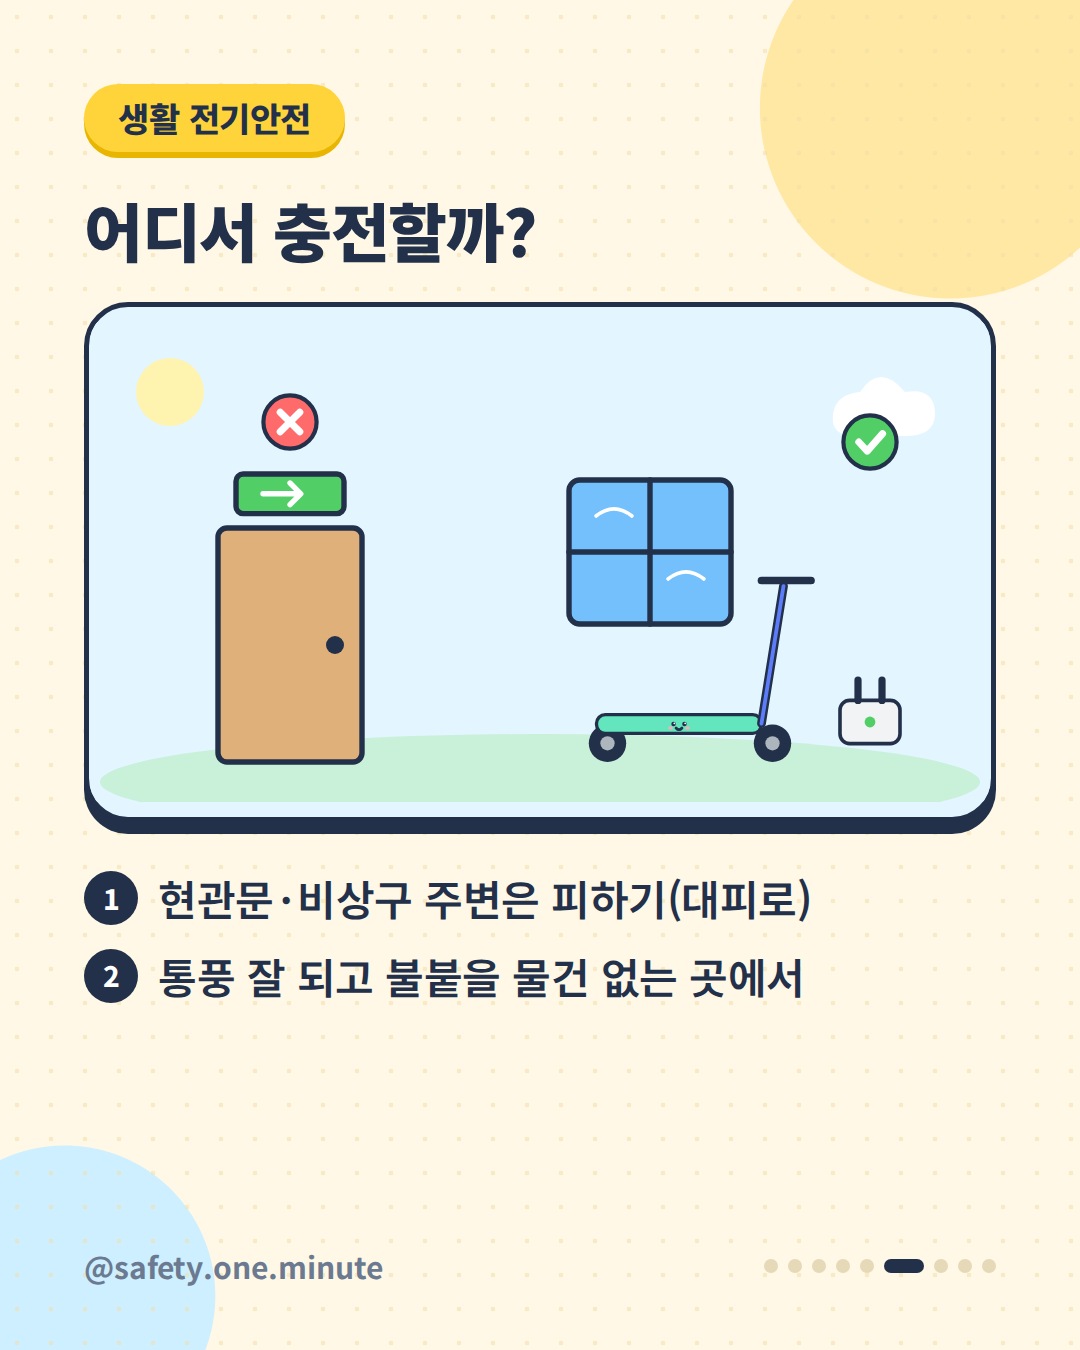 생활 전기안전
어디서 충전할까?
1 현관문·비상구 주변은 피하기(대피로)
2 통풍 잘 되고 불붙을 물건 없는 곳에서
@safety.one.minute